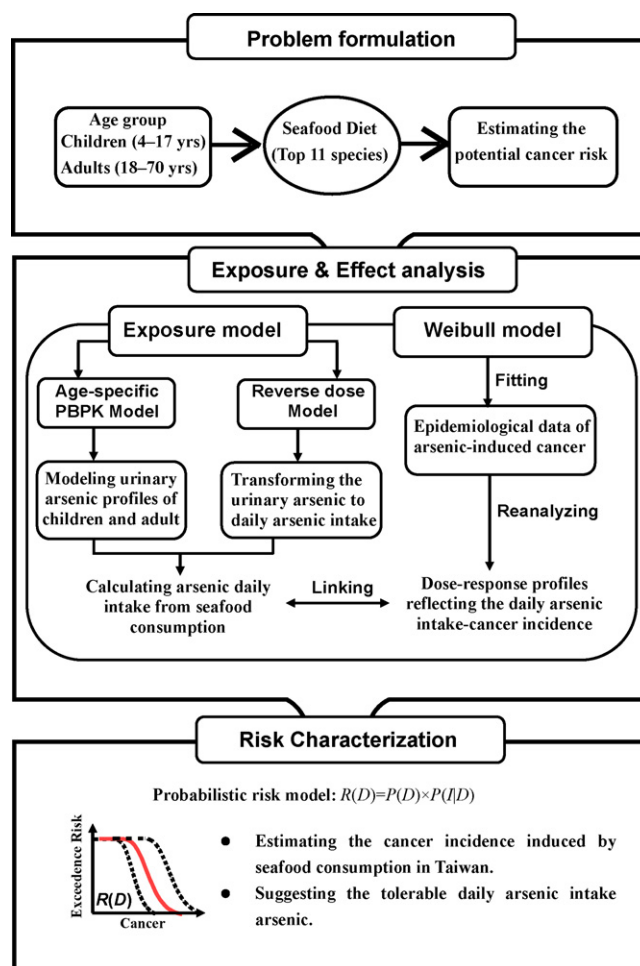 Problem formulation
Age group
Children (4–17 yrs)
Adults (18–70 yrs)
Seafood Diet
(Top 11 species)
Estimating the
potential cancer risk
Exposure & Effect analysis
Exposure model
Weibull model
Age-specific
PBPK Model
Reverse dose
Model
Fitting
Epidemiological data of
arsenic-induced cancer
Modeling urinary
arsenic profiles of
children and adult
Transforming the
urinary arsenic to
daily arsenic intake
Reanalyzing
Calculating arsenic daily
intake from seafood
consumption
Linking
Dose-response profiles
reflecting the daily arsenic
intake-cancer incidence
Risk Characterization
Probabilistic risk model: R(D)=P(D)×P(I|D)
Exceedence Risk
R(D)
Cancer
● Estimating the cancer incidence induced by
seafood consumption in Taiwan.
● Suggesting the tolerable daily arsenic intake
arsenic.